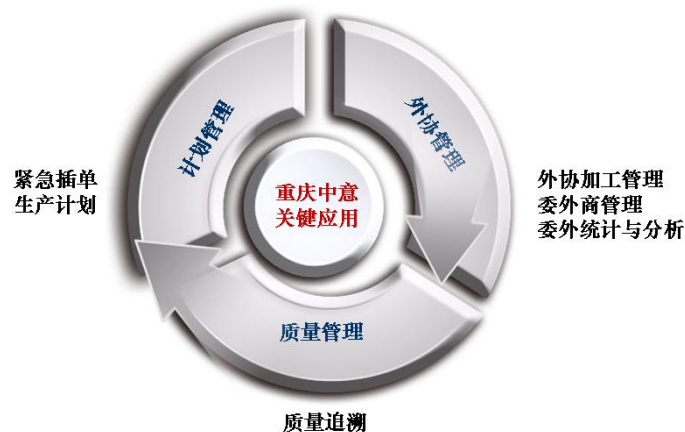 计划管理
外协管理
紧急插单
生产计划
重庆中意
关键应用
外协加工管理
委外商管理
委外统计与分析
质量管理
质量追溯